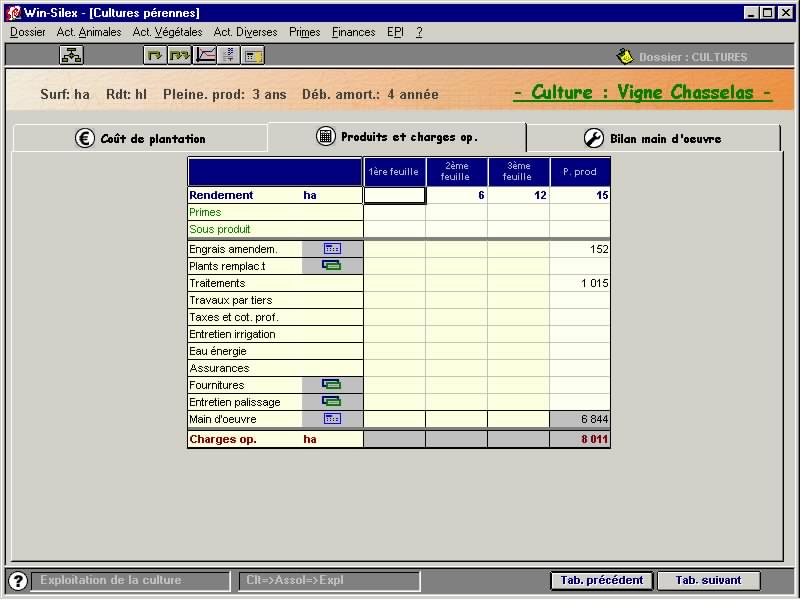 Win-Silex - [Cultures pérennes]
Dossier Act. Animales Act. Végétales Act. Diverses Primes Finances EPI ?
Dossier : CULTURES
Surf: ha Rdt: hl Pleine. prod: 3 ans Déb. amort.: 4 année - Culture : Vigne Chasselas -
€ Coût de plantation Produits et charges op. Bilan main d'oeuvre
1ère feuille 2ème feuille 3ème feuille P. prod
Rendement ha 6 12 15
Primes
Sous produit
Engrais amendem. 152
Plants remplac.t
Traitements 1 015
Travaux par tiers
Taxes et cot. prof.
Entretien irrigation
Eau énergie
Assurances
Fournitures
Entretien palissage
Main d'oeuvre 6 844
Charges op. ha 8 011
? Exploitation de la culture Clt=>Assol=>Expl Tab. précédent Tab. suivant